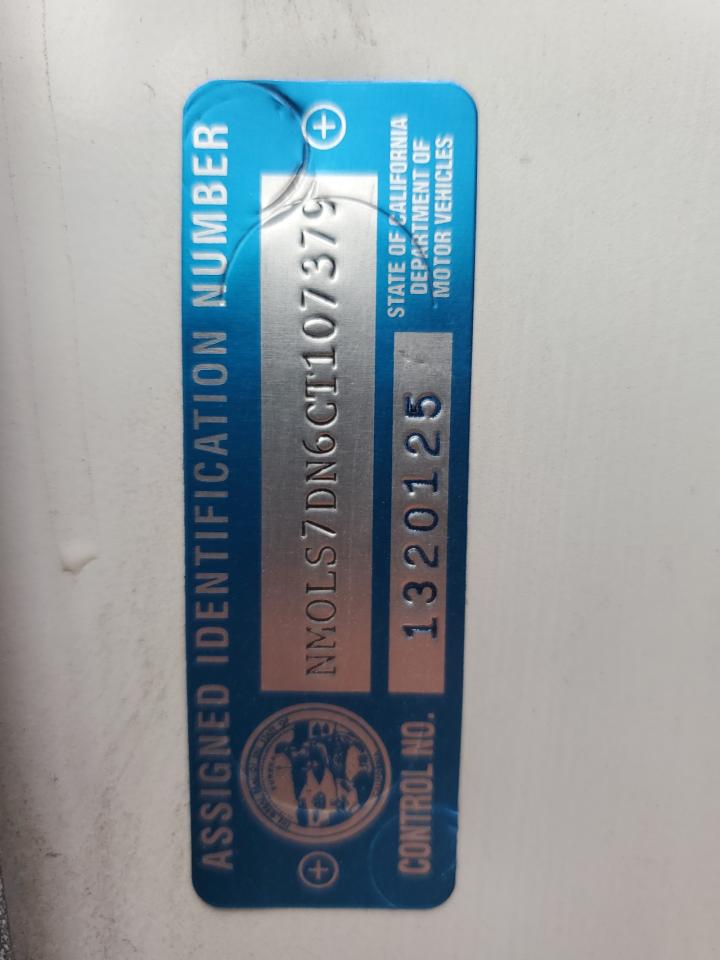 ASSIGNED IDENTIFICATION NUMBER
NMOLS7DN6CT107379
STATE OF CALIFORNIA
DEPARTMENT OF
MOTOR VEHICLES
CONTROL NO. 1320125